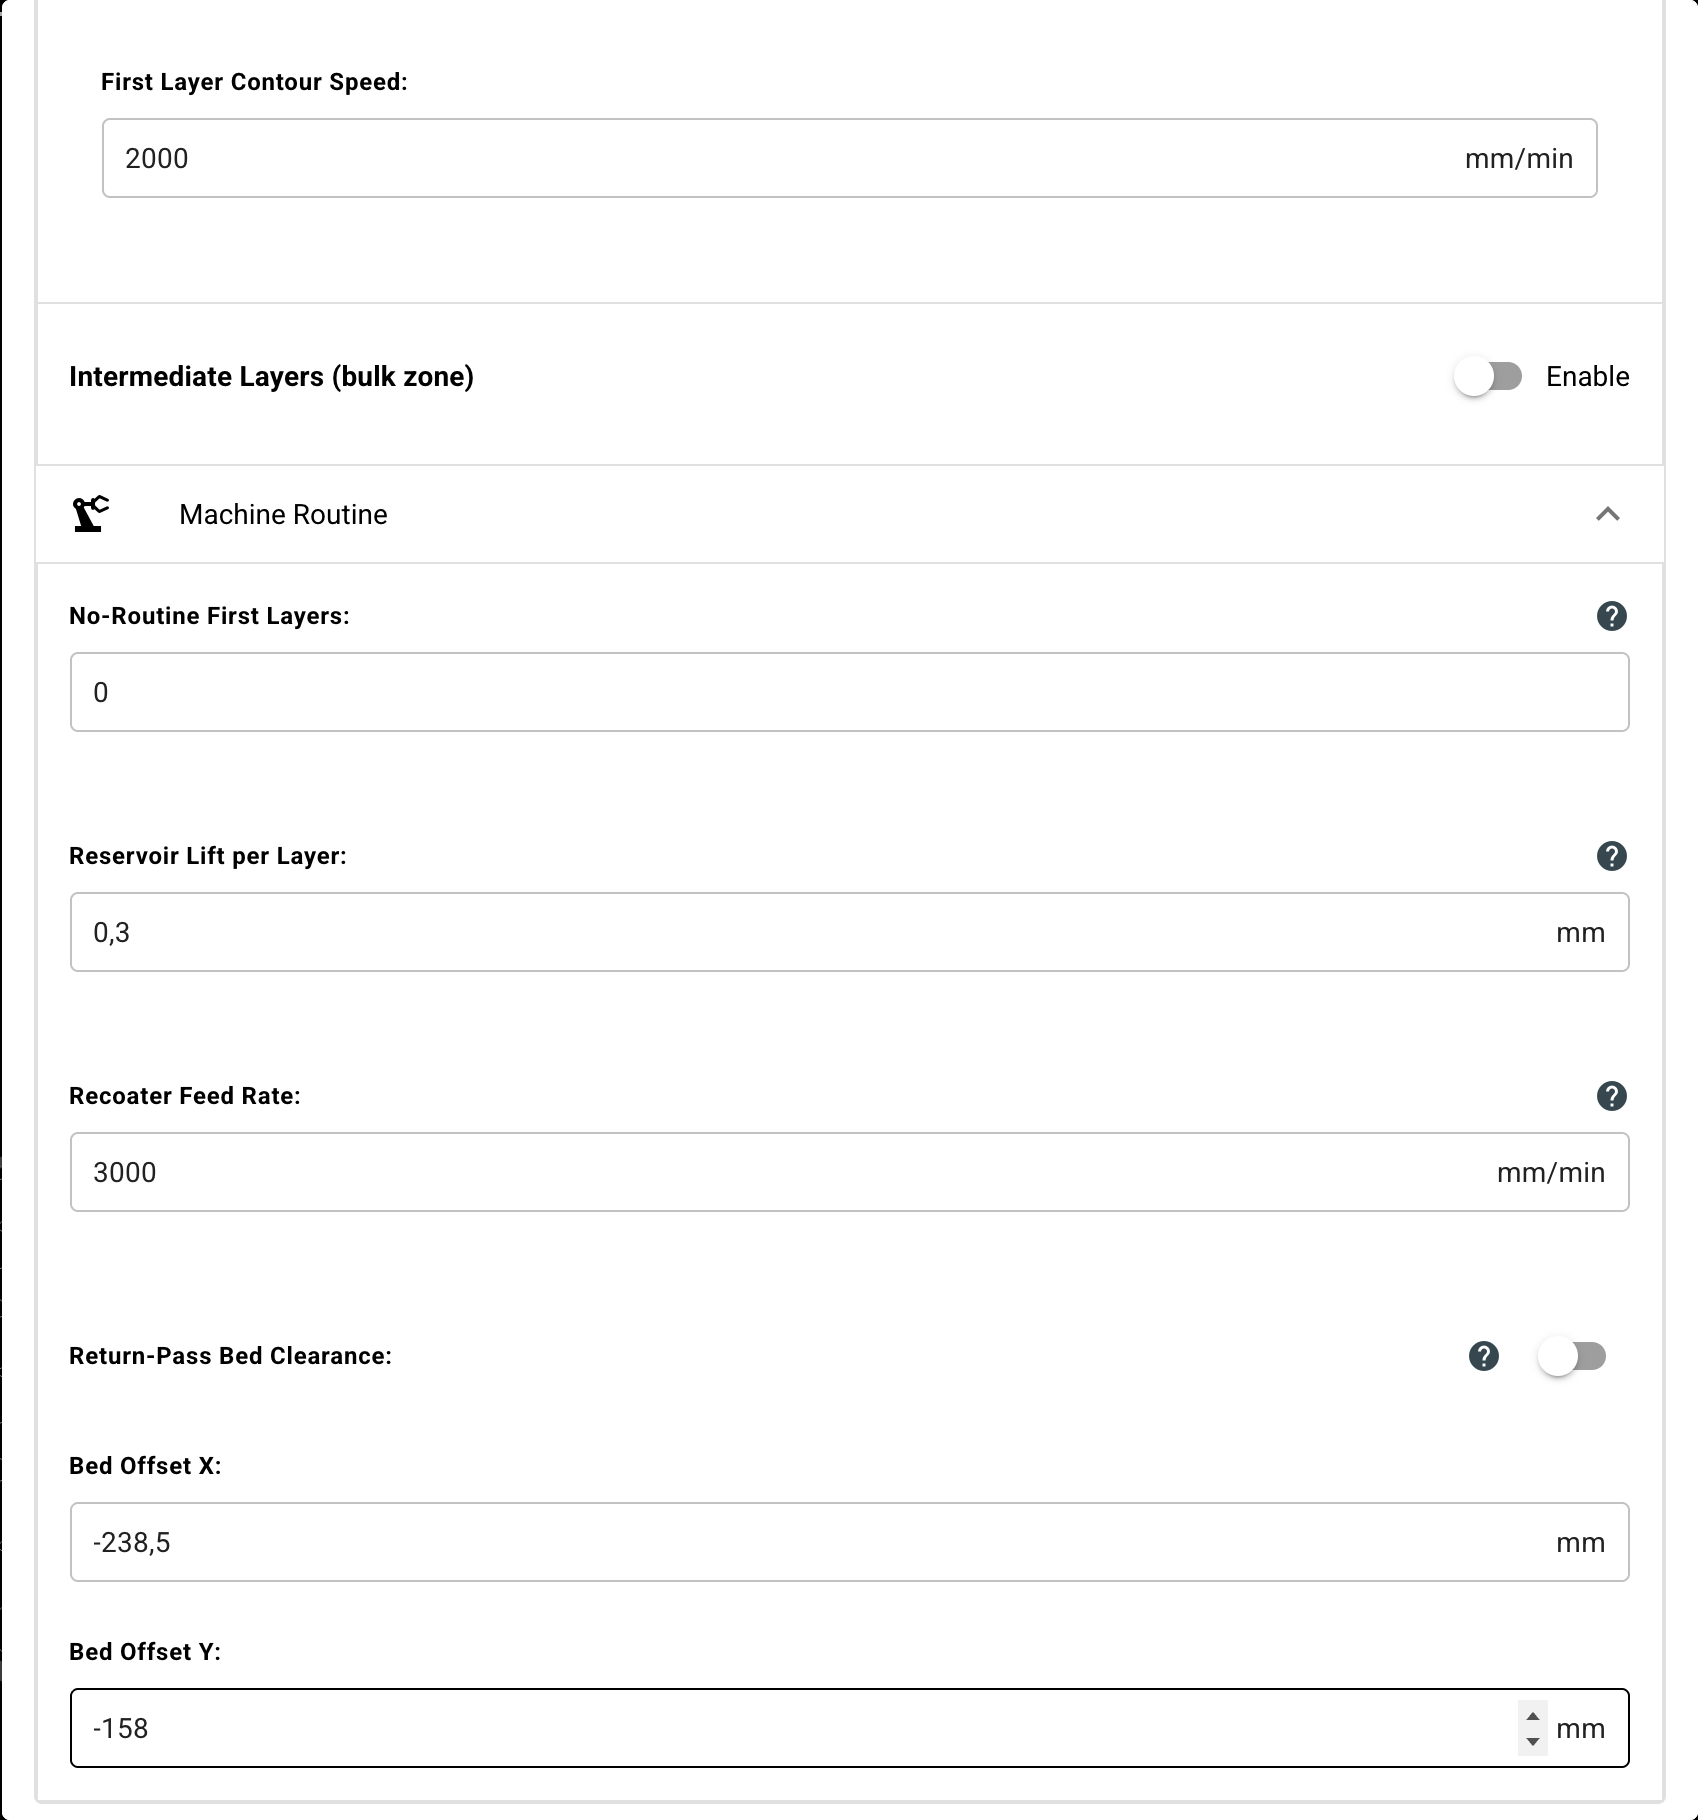 First Layer Contour Speed:
2000 mm/min
Intermediate Layers (bulk zone) Enable
Machine Routine
No-Routine First Layers:
0
Reservoir Lift per Layer:
0,3 mm
Recoater Feed Rate:
3000 mm/min
Return-Pass Bed Clearance:
Bed Offset X:
-238,5 mm
Bed Offset Y:
-158 mm